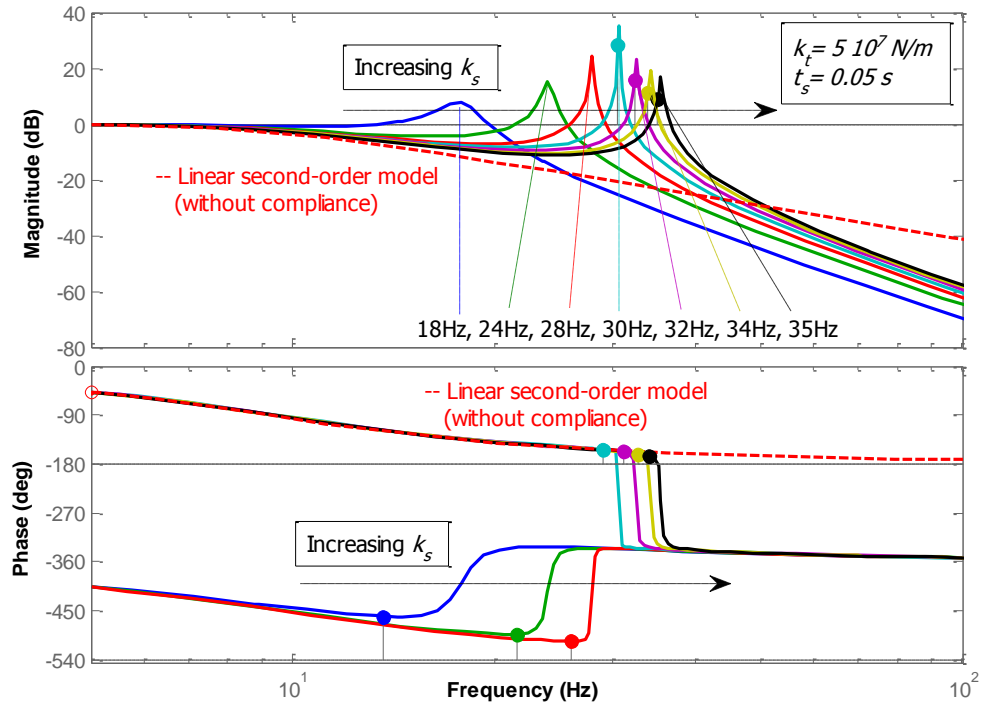 40
20
0
-20
-40
-60
-80
Magnitude (dB)
Increasing k_s
k_t= 5 10^7 N/m
t_s= 0.05 s
-- Linear second-order model
(without compliance)
18Hz, 24Hz, 28Hz, 30Hz, 32Hz, 34Hz, 35Hz
0
-90
-180
-270
-360
-450
-540
Phase (deg)
-- Linear second-order model
(without compliance)
Increasing k_s
10^1
10^2
Frequency (Hz)